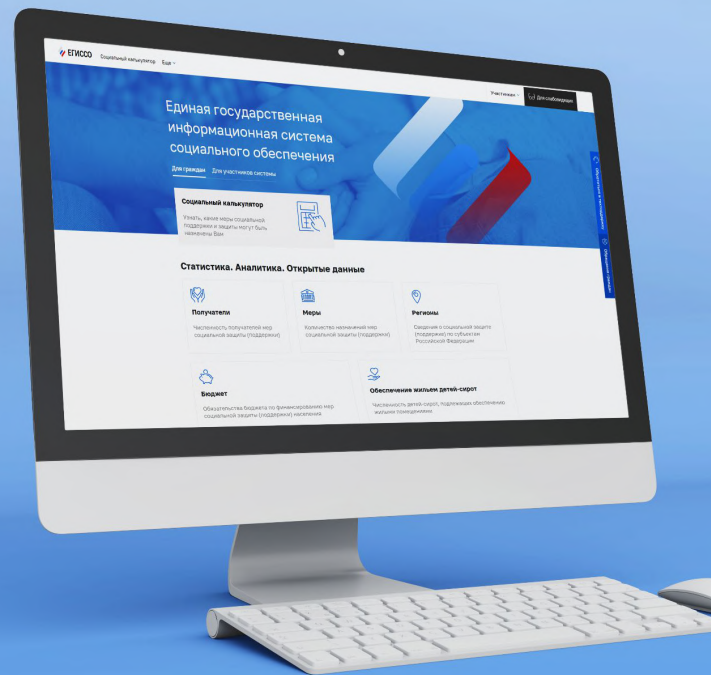 ЕГИССО Социальный калькулятор Еще
Участникам Для слабовидящих
Единая государственная
информационная система
социального обеспечения
Для граждан Для участников системы
Социальный калькулятор
Узнать, какие меры социальной
поддержки и защиты могут быть
назначены Вам
Статистика. Аналитика. Открытые данные
Получатели
Численность получателей мер
социальной защиты (поддержки)
Меры
Количество назначений мер
социальной защиты (поддержки)
Регионы
Сведения о социальной защите
(поддержке) по субъектам
Российской Федерации
Бюджет
Обязательства бюджета по финансированию мер
социальной защиты (поддержки) населения
Обеспечение жильем детей-сирот
Численность детей-сирот, подлежащих обеспечению
жилыми помещениями